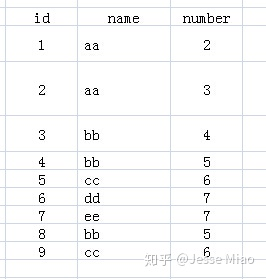 id name number
1 aa 2
2 aa 3
3 bb 4
4 bb 5
5 cc 6
6 dd 7
7 ee 7
8 bb 5
9 cc 6
知乎 @Jesse Miao